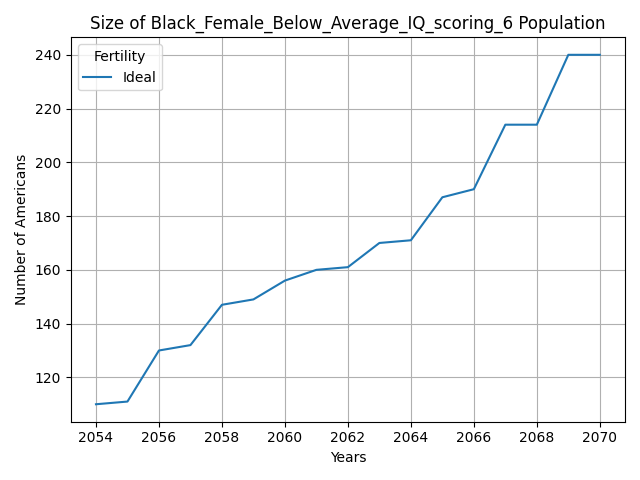 Size of Black_Female_Below_Average_IQ_scoring_6 Population
Fertility
Ideal
Number of Americans
240
220
200
180
160
140
120
2054 2056 2058 2060 2062 2064 2066 2068 2070
Years